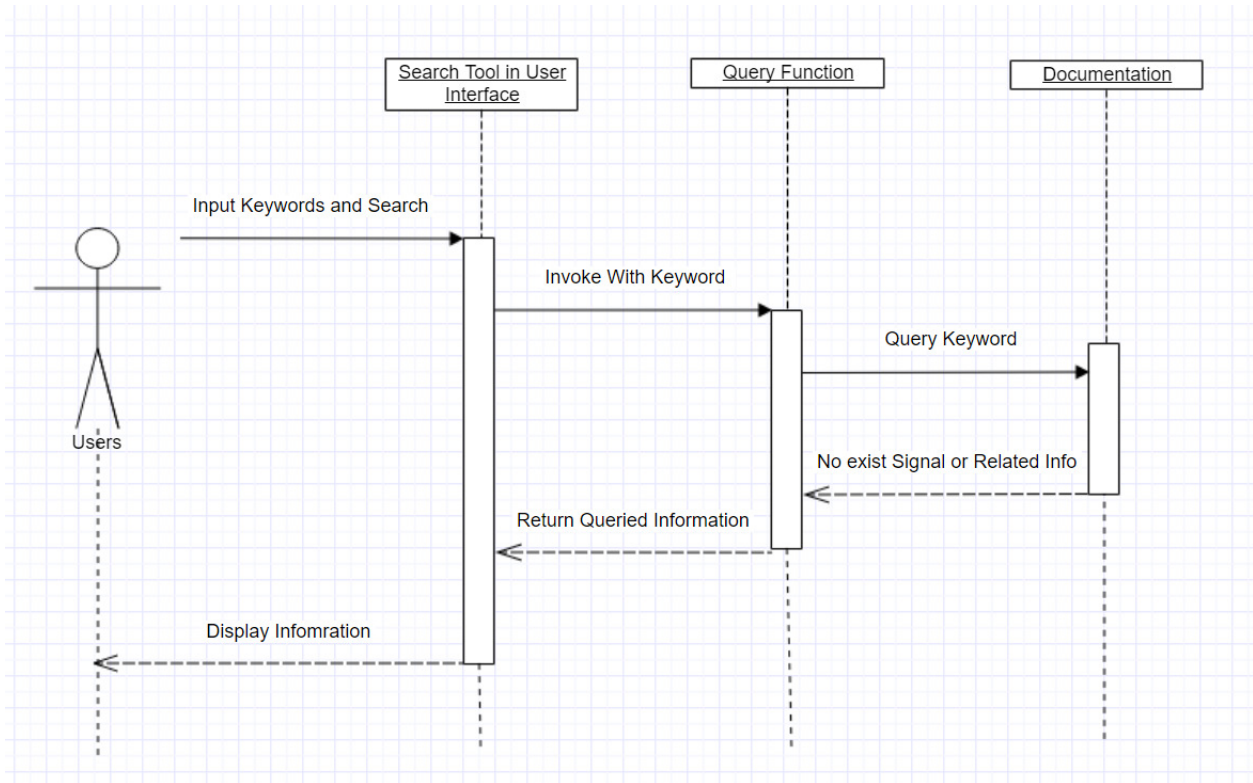 Search Tool in User
Interface
Query Function
Documentation
Input Keywords and Search
Invoke With Keyword
Query Keyword
Users
No exist Signal or Related Info
Return Queried Information
Display Infomration